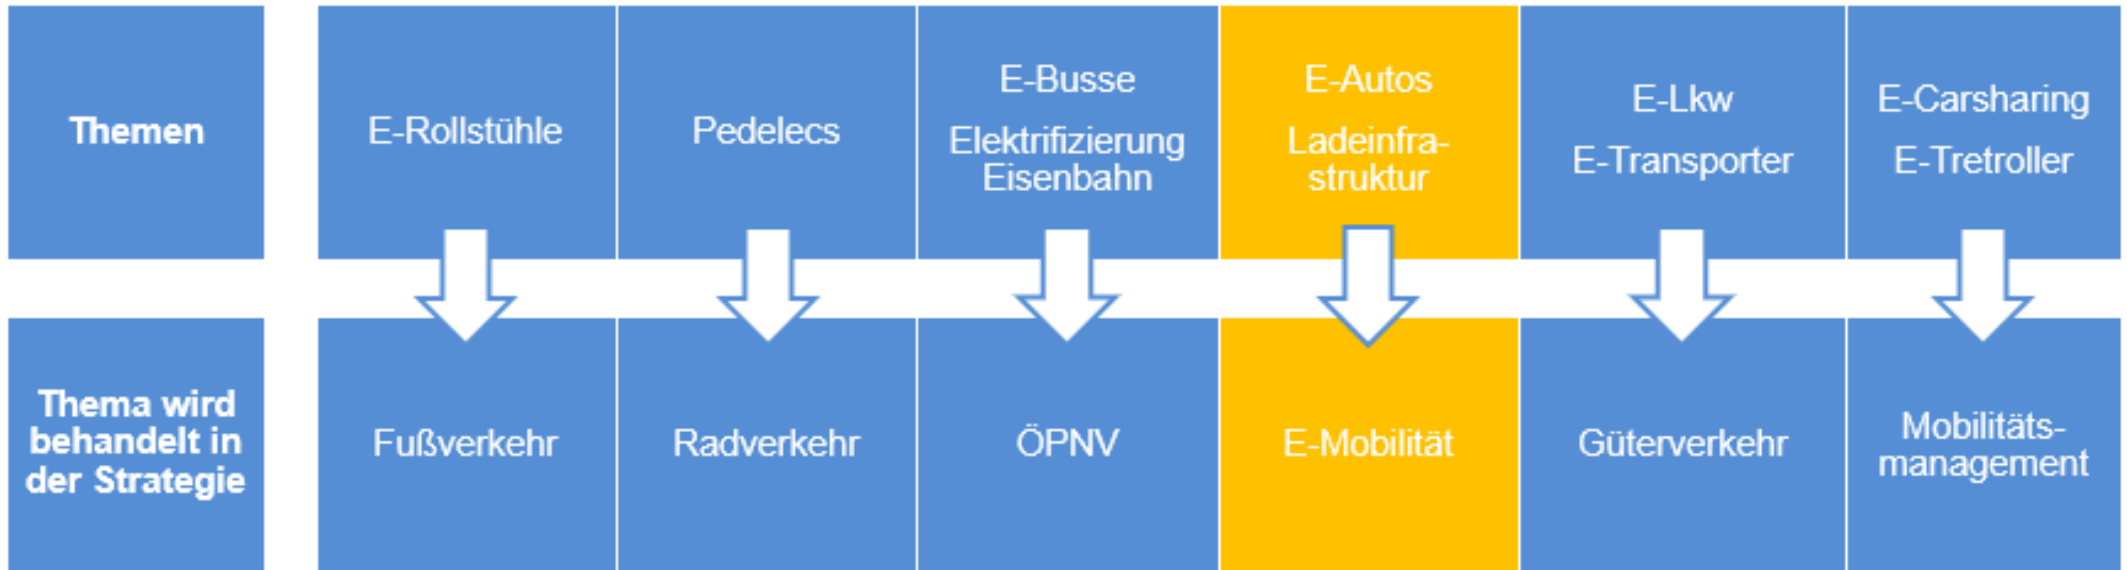 Themen
E-Rollstühle
Pedelecs
E-Busse
Elektrifizierung
Eisenbahn
E-Autos
Ladeinfra-
struktur
E-Lkw
E-Transporter
E-Carsharing
E-Tretroller
Thema wird
behandelt in
der Strategie
Fußverkehr
Radverkehr
ÖPNV
E-Mobilität
Güterverkehr
Mobilitäts-
management